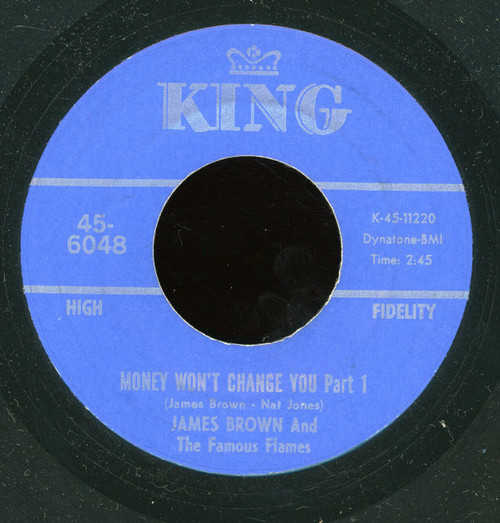 KING
45-
6048
K-45-11220
Dynatone-BMI
Time: 2:45
HIGH
FIDELITY
MONEY WON'T CHANGE YOU Part 1
(James Brown - Nat Jones)
JAMES BROWN And
The Famous Flames